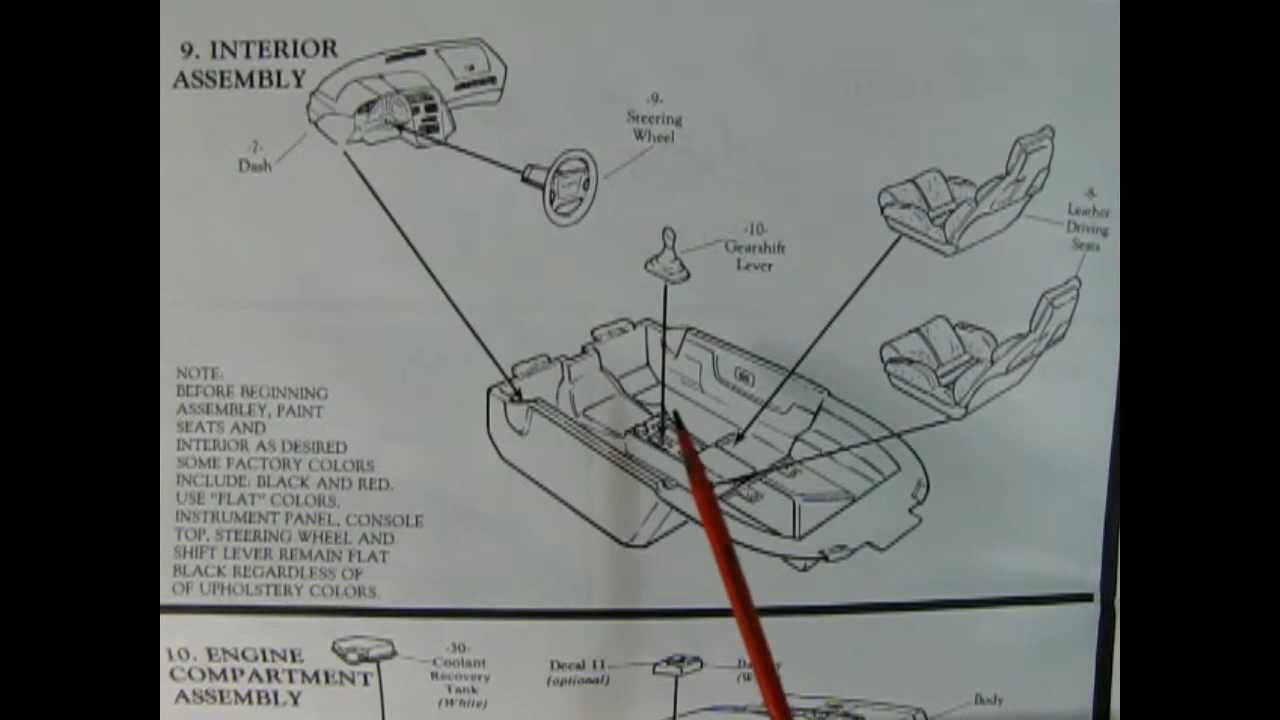 9. INTERIOR
ASSEMBLY
-7-
Dash
-9-
Steering
Wheel
-10-
Gearshift
Lever
-8-
Leather
Driving
Seats
NOTE:
BEFORE BEGINNING
ASSEMBLEY, PAINT
SEATS AND
INTERIOR AS DESIRED
SOME FACTORY COLORS
INCLUDE: BLACK AND RED.
USE "FLAT" COLORS.
INSTRUMENT PANEL, CONSOLE
TOP, STEERING WHEEL AND
SHIFT LEVER REMAIN FLAT
BLACK REGARDLESS OF
OF UPHOLSTERY COLORS.
10. ENGINE
COMPARTMENT
ASSEMBLY
-30-
Coolant
Recovery
Tank
(White)
Decal 11
(optional)
Body